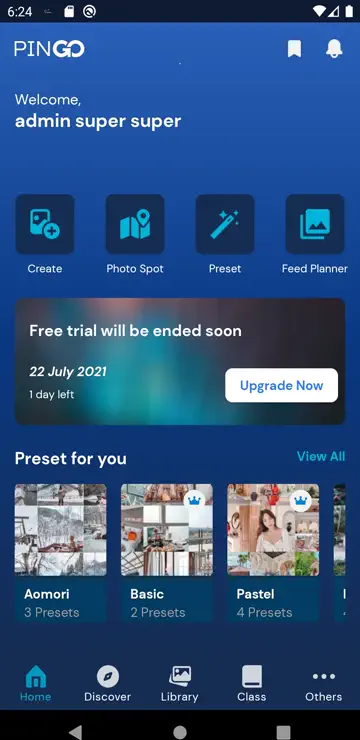 6:24
PINGO
Welcome,
admin super super
Create
Photo Spot
Preset
Feed Planner
Free trial will be ended soon
22 July 2021
1 day left
Upgrade Now
Preset for you
View All
Aomori
3 Presets
Basic
2 Presets
Pastel
4 Presets
Home
Discover
Library
Class
Others